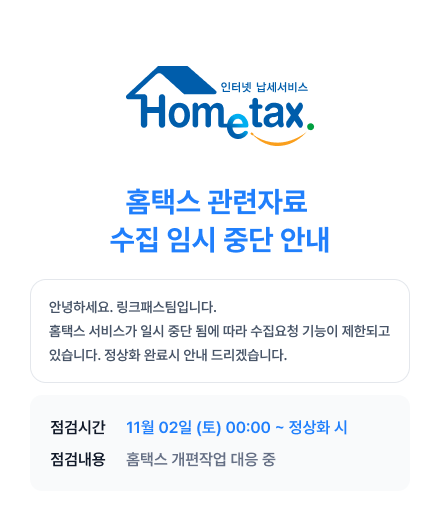 인터넷 납세서비스
Hometax.
홈택스 관련자료
수집 임시 중단 안내
안녕하세요. 링크패스팀입니다.
홈택스 서비스가 일시 중단 됨에 따라 수집요청 기능이 제한되고
있습니다. 정상화 완료시 안내 드리겠습니다.
점검시간 11월 02일 (토) 00:00 ~ 정상화 시
점검내용 홈택스 개편작업 대응 중